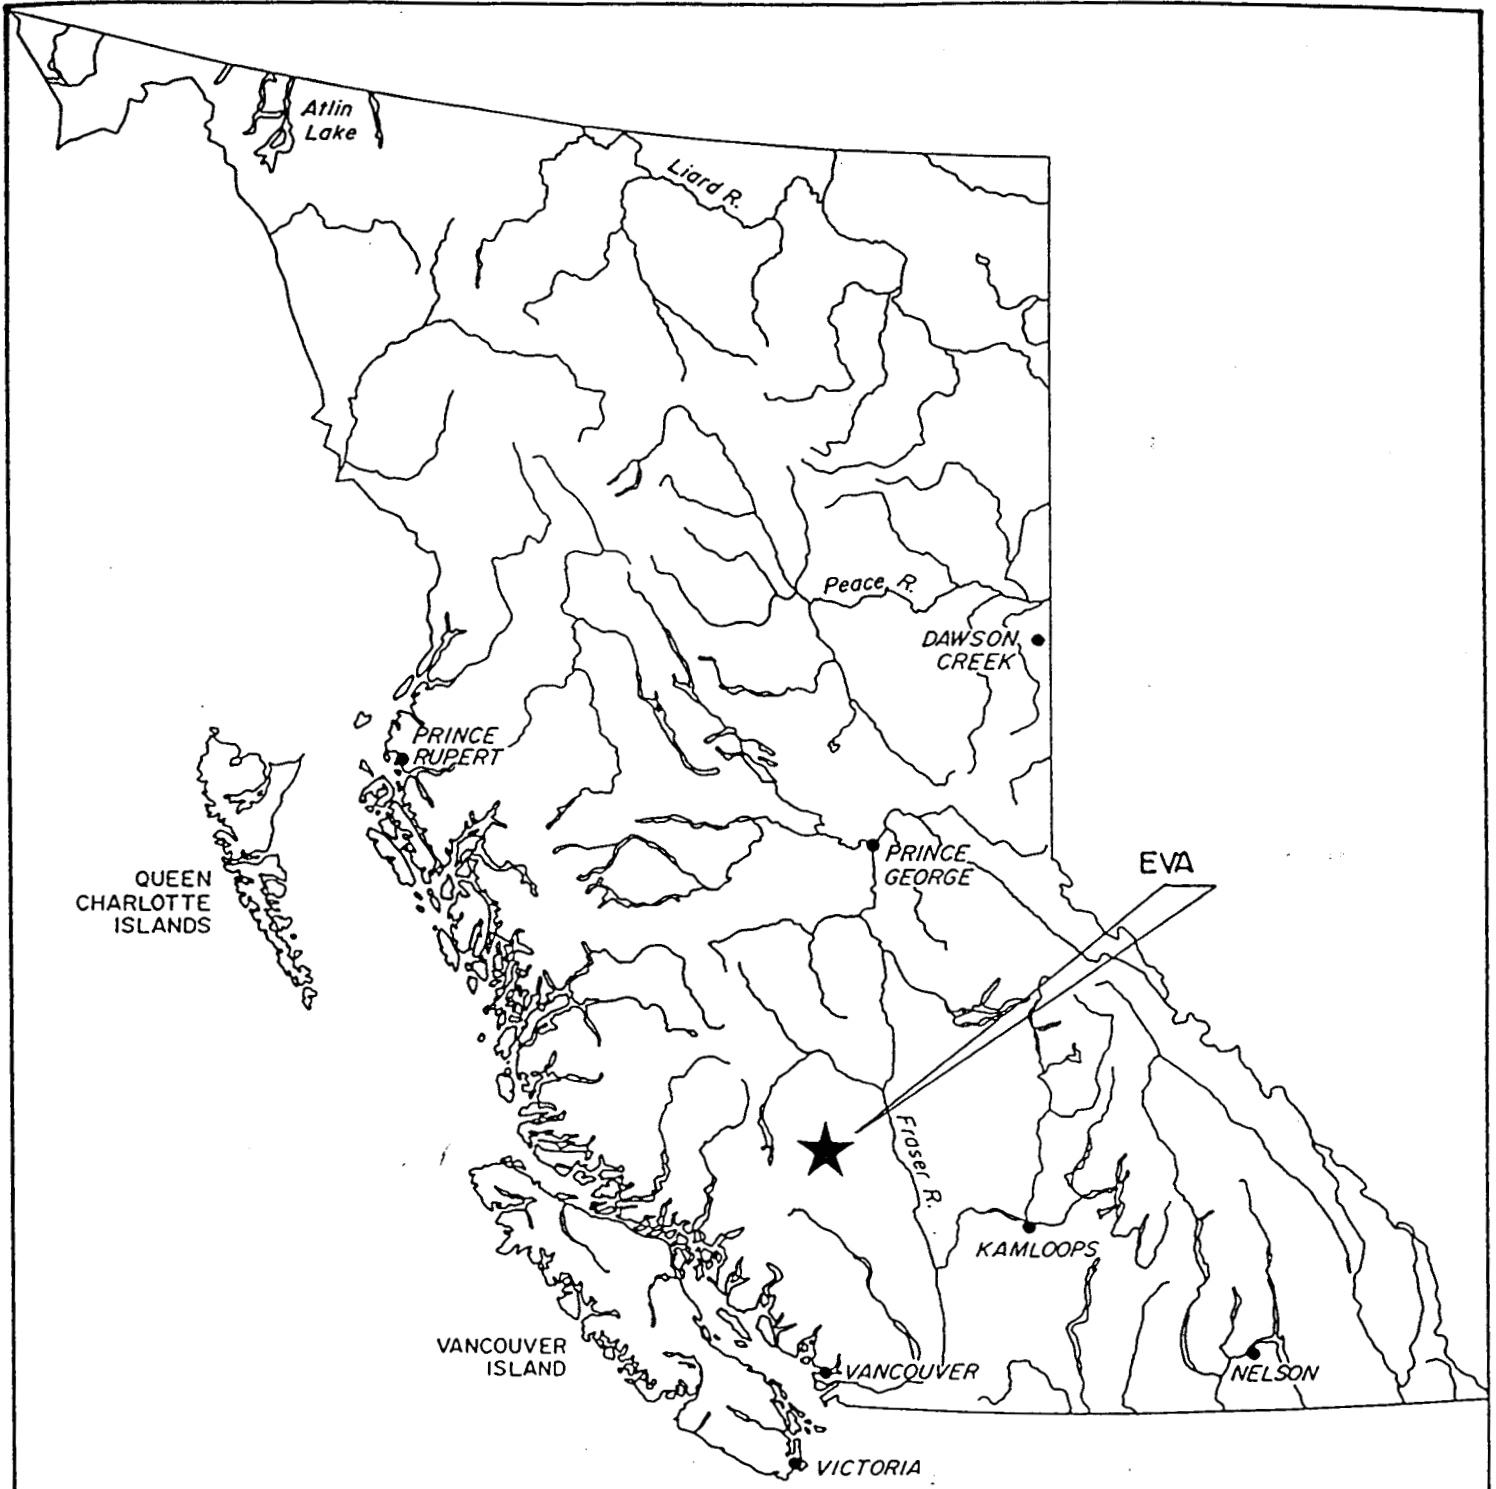 Atlin
Lake
Liard R.
Peace R.
DAWSON
CREEK
PRINCE
RUPERT
PRINCE
GEORGE
EVA
QUEEN
CHARLOTTE
ISLANDS
Fraser R.
KAMLOOPS
VANCOUVER
ISLAND
VANCOUVER
NELSON
VICTORIA